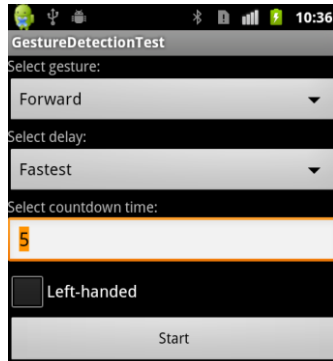 10:36
GestureDetectionTest
Select gesture:
Forward
Select delay:
Fastest
Select countdown time:
5
Left-handed
Start